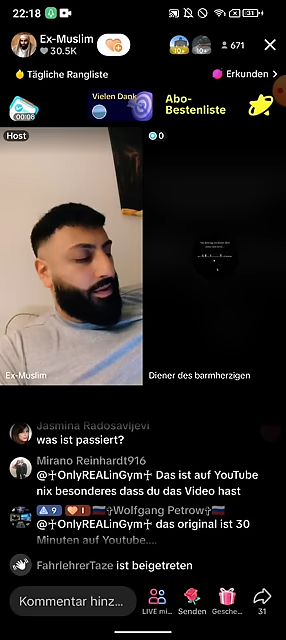 22:18
Ex-Muslim
30.5K
10+
10+
671
Tägliche Rangliste
Erkunden >
00:08
Vielen Dank
Abo-
Bestenliste
Host
0
Ex-Muslim
Diener des barmherzigen
Jasmina Radosavljevi
was ist passiert?
Mirano Reinhardt916
@✝OnlyREALinGym✝ Das ist auf YouTube
nix besonderes dass du das Video hast
9 1 Wolfgang Petrow
@✝OnlyREALinGym✝ das original ist 30
Minuten auf Youtube....
FahrlehrerTaze ist beigetreten
Kommentar hinz...
LIVE mi...
Senden
Gesche...
31